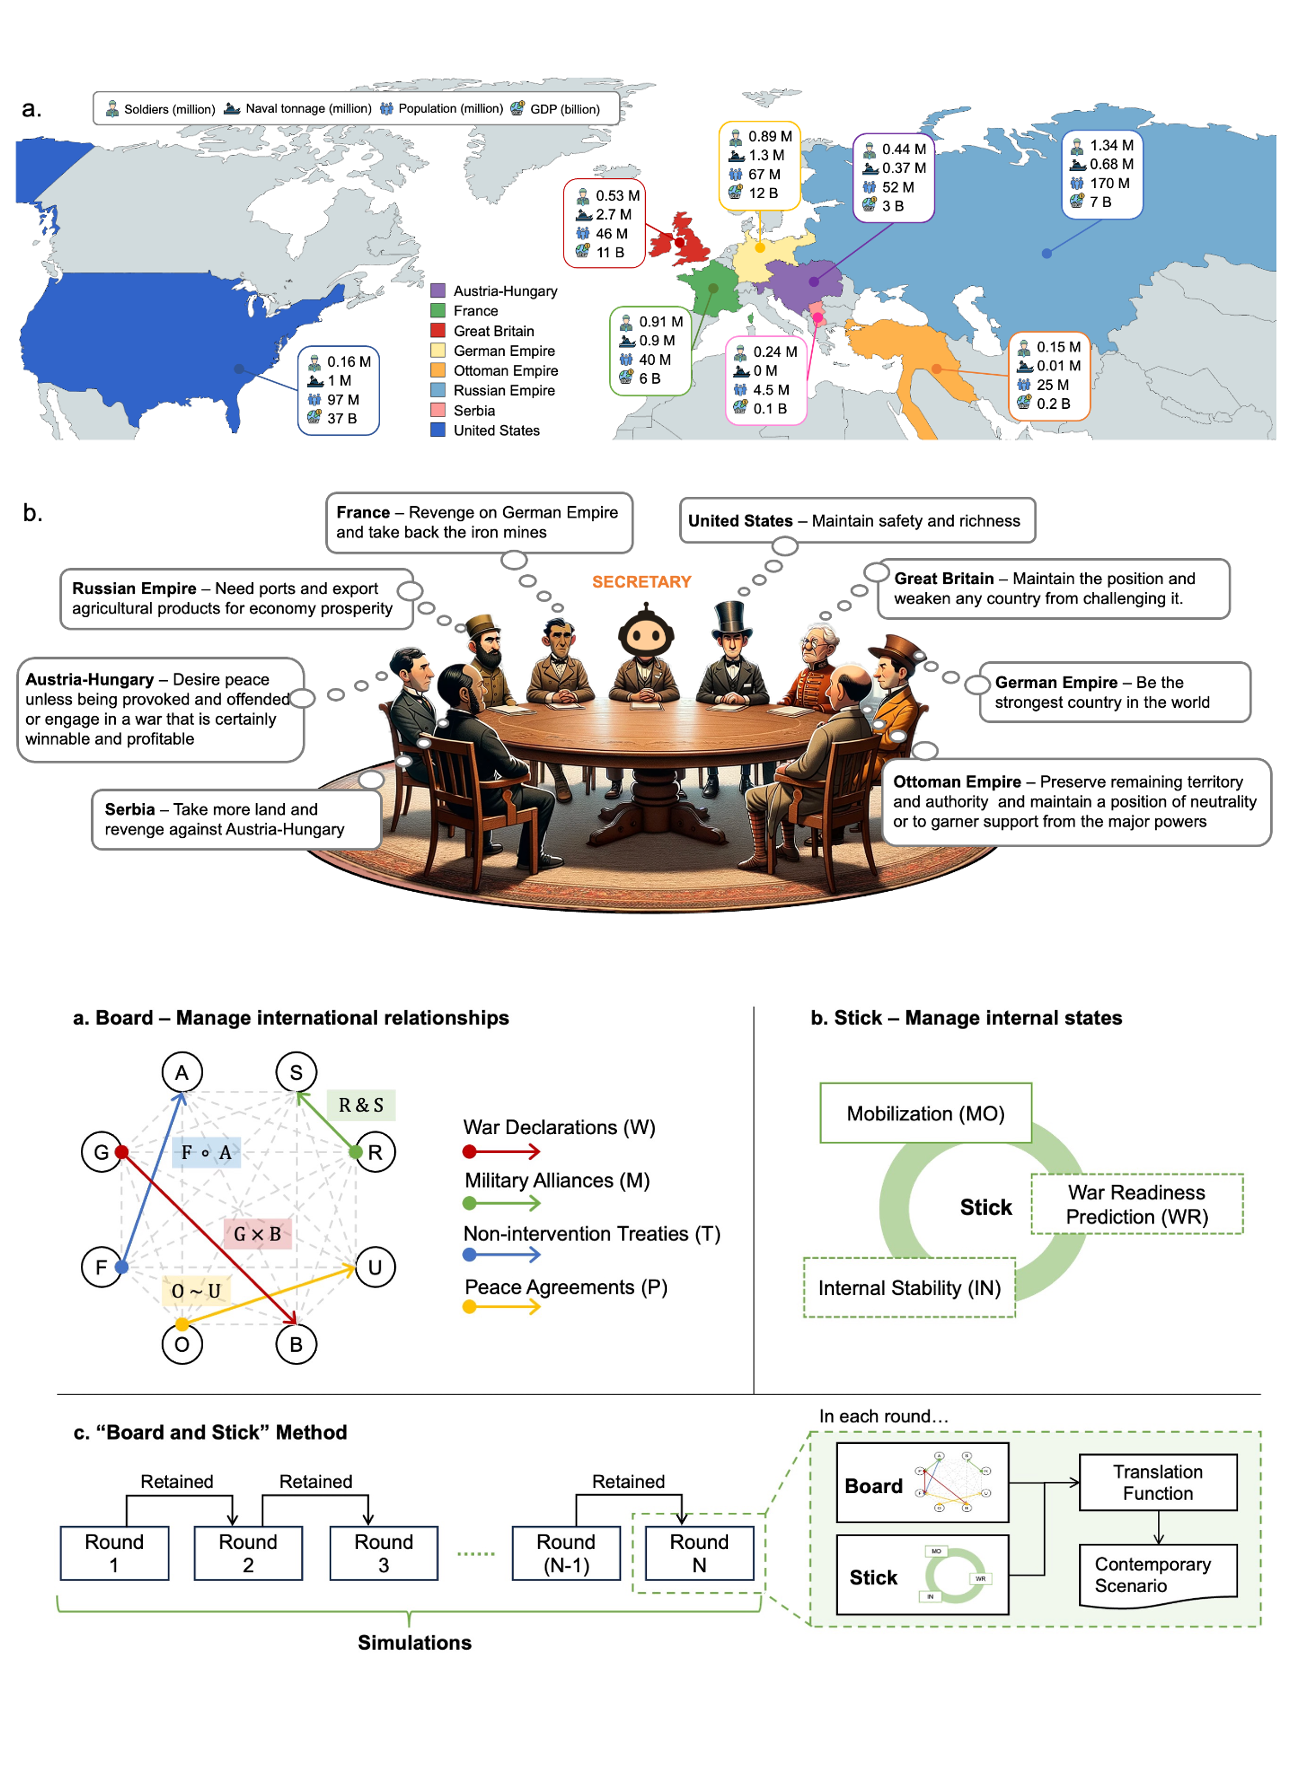 a.
Soldiers (million) Naval tonnage (million) Population (million) GDP (billion)
0.89 M
1.3 M
67 M
12 B
0.44 M
0.37 M
52 M
3 B
1.34 M
0.68 M
170 M
7 B
0.53 M
2.7 M
46 M
11 B
Austria-Hungary
France
Great Britain
German Empire
Ottoman Empire
Russian Empire
Serbia
United States
0.16 M
1 M
97 M
37 B
0.91 M
0.9 M
40 M
6 B
0.24 M
0 M
4.5 M
0.1 B
0.15 M
0.01 M
25 M
0.2 B
b.
France – Revenge on German Empire
and take back the iron mines
United States – Maintain safety and richness
SECRETARY
Russian Empire – Need ports and export
agricultural products for economy prosperity
Great Britain – Maintain the position and
weaken any country from challenging it.
Austria-Hungary – Desire peace
unless being provoked and offended
or engage in a war that is certainly
winnable and profitable
German Empire – Be the
strongest country in the world
Serbia – Take more land and
revenge against Austria-Hungary
Ottoman Empire – Preserve remaining territory
and authority and maintain a position of neutrality
or to garner support from the major powers
a. Board – Manage international relationships
A
S
R & S
G
F ∘ A
R
G × B
F
O ~ U
U
O
B
War Declarations (W)
Military Alliances (M)
Non-intervention Treaties (T)
Peace Agreements (P)
b. Stick – Manage internal states
Mobilization (MO)
Stick
War Readiness
Prediction (WR)
Internal Stability (IN)
c. “Board and Stick” Method
Retained
Retained
Retained
Round
1
Round
2
Round
3
......
Round
(N-1)
Round
N
Simulations
In each round…
Board
Stick
MO
WR
IN
Translation
Function
Contemporary
Scenario